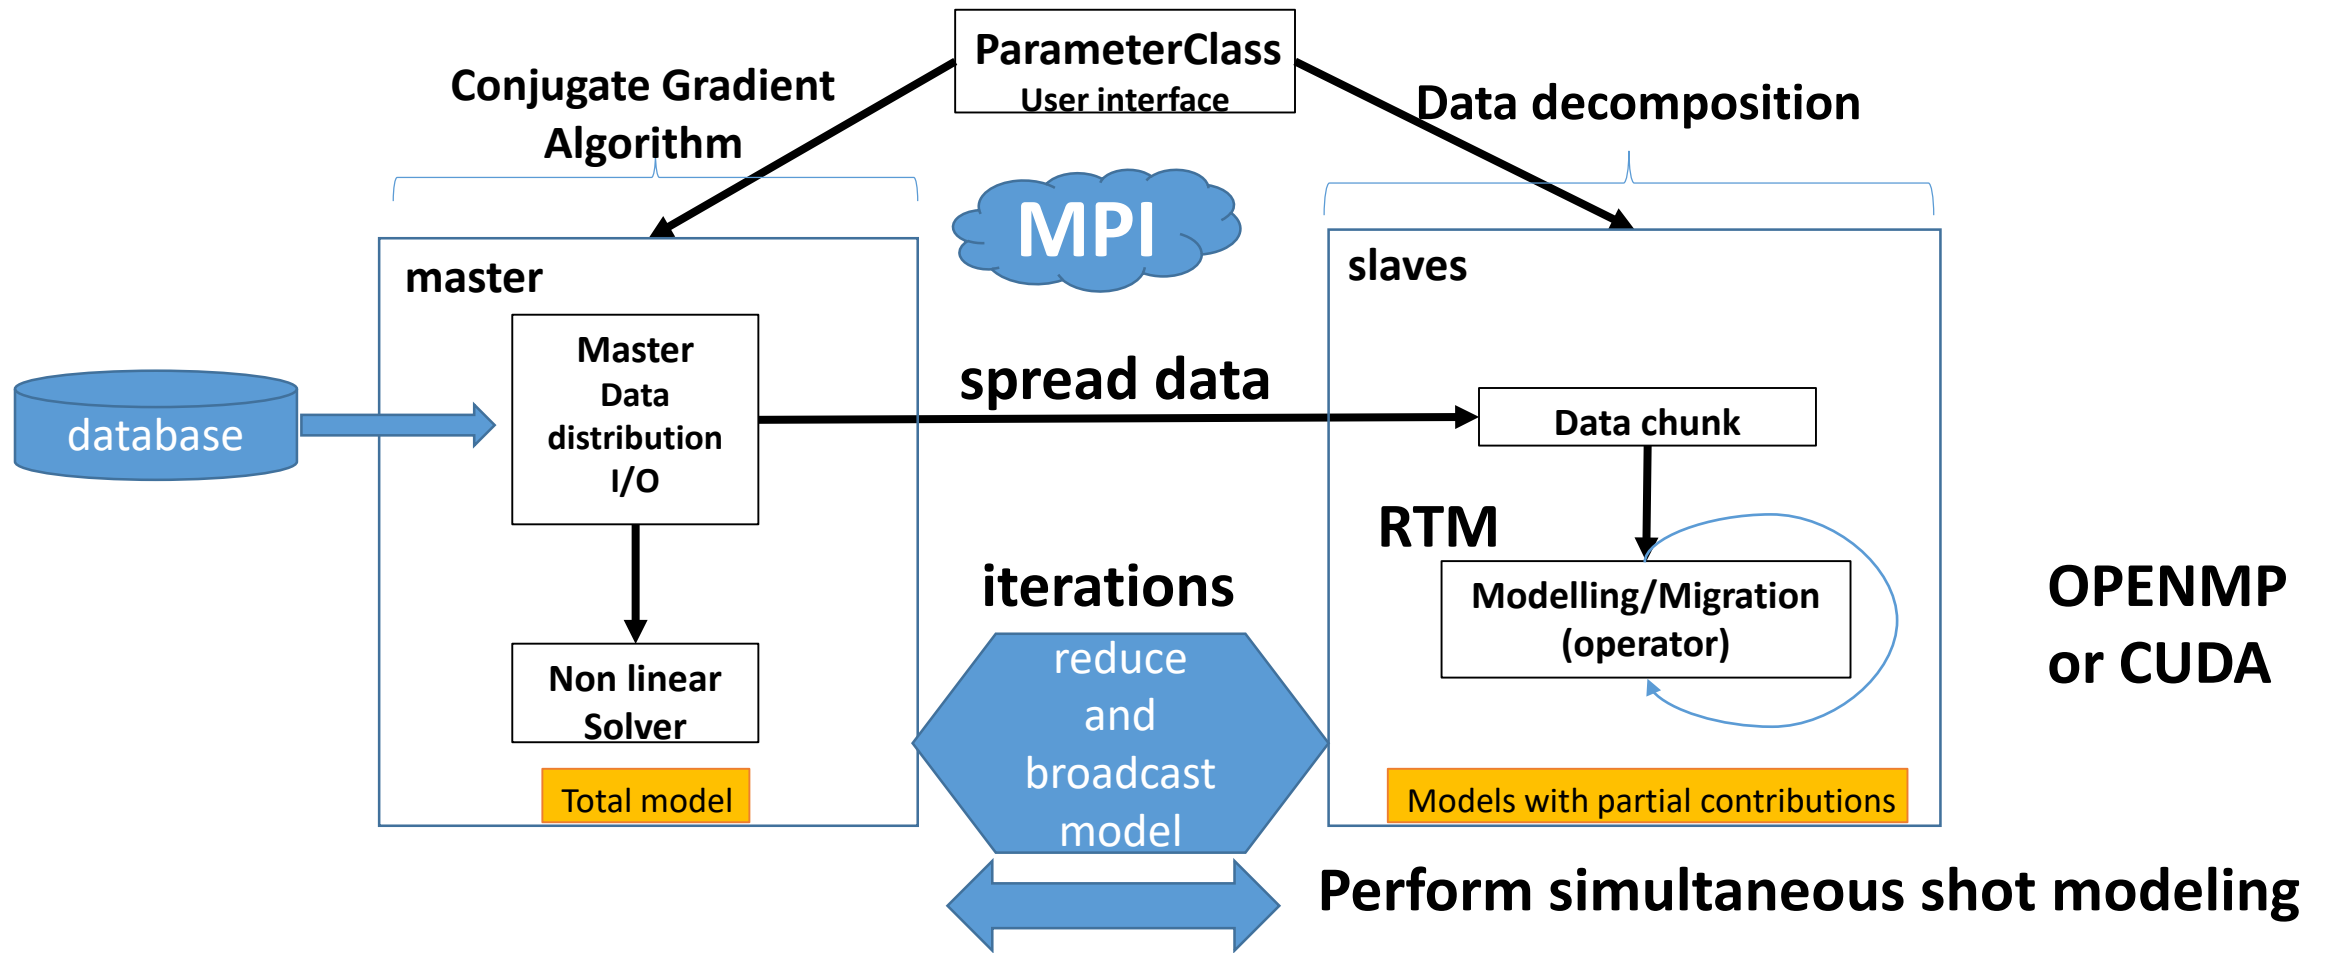 ParameterClass
User interface
Conjugate Gradient
Algorithm
Data decomposition
MPI
master
slaves
Master
Data
distribution
I/O
spread data
database
Data chunk
RTM
iterations
Modelling/Migration
(operator)
OPENMP
or CUDA
Non linear
Solver
reduce
and
broadcast
model
Total model
Models with partial contributions
Perform simultaneous shot modeling